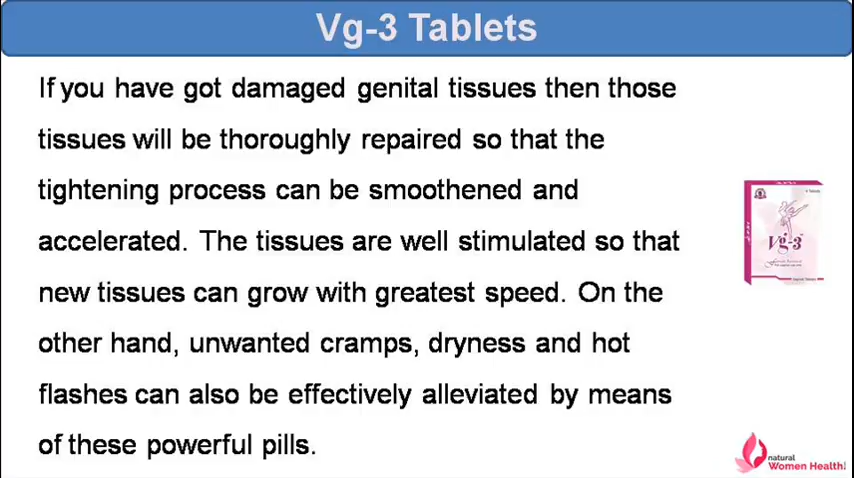 Vg-3 Tablets
If you have got damaged genital tissues then those
tissues will be thoroughly repaired so that the
tightening process can be smoothened and
accelerated. The tissues are well stimulated so that
new tissues can grow with greatest speed. On the
other hand, unwanted cramps, dryness and hot
flashes can also be effectively alleviated by means
of these powerful pills.
Vg-3
natural
Women Health